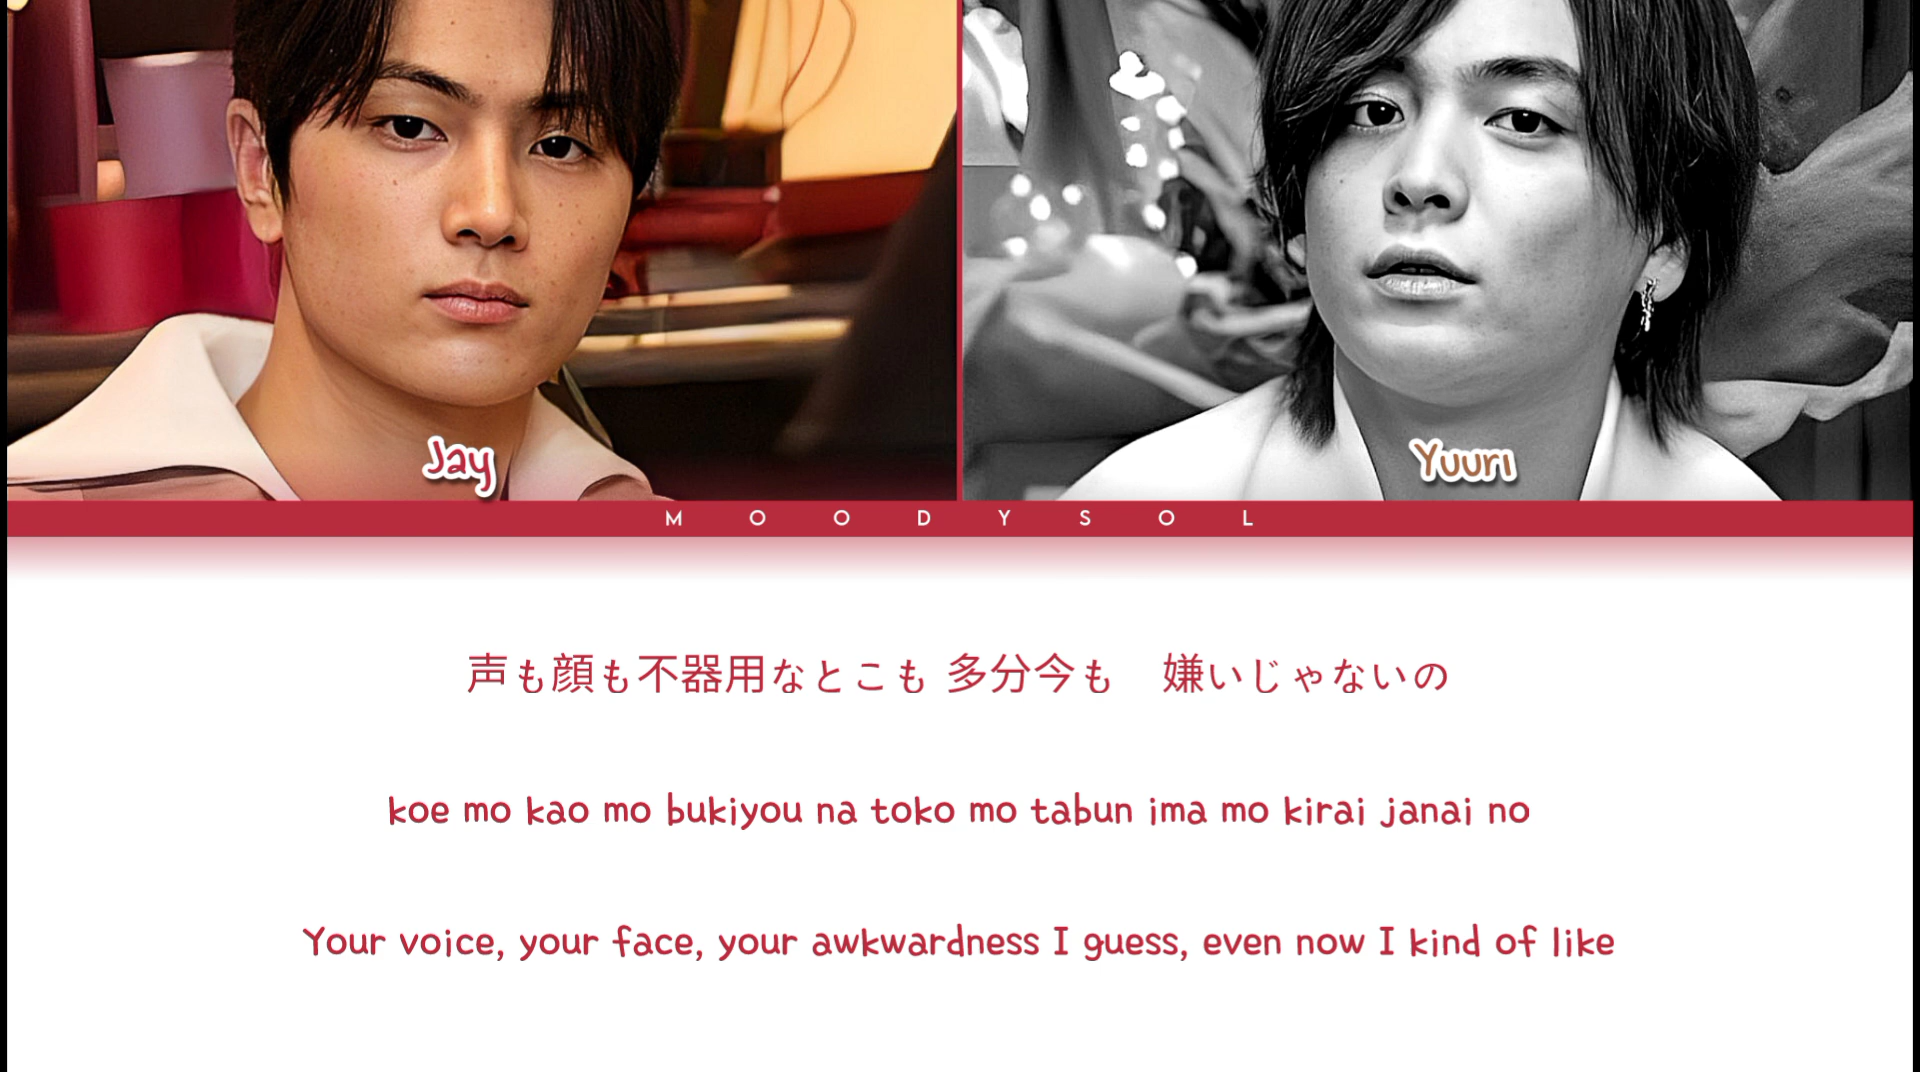 Jay
Yuuri
MOODYSOL
声も顔も不器用なとこも 多分今も　嫌いじゃないの
koe mo kao mo bukiyou na toko mo tabun ima mo kirai janai no
Your voice, your face, your awkwardness I guess, even now I kind of like